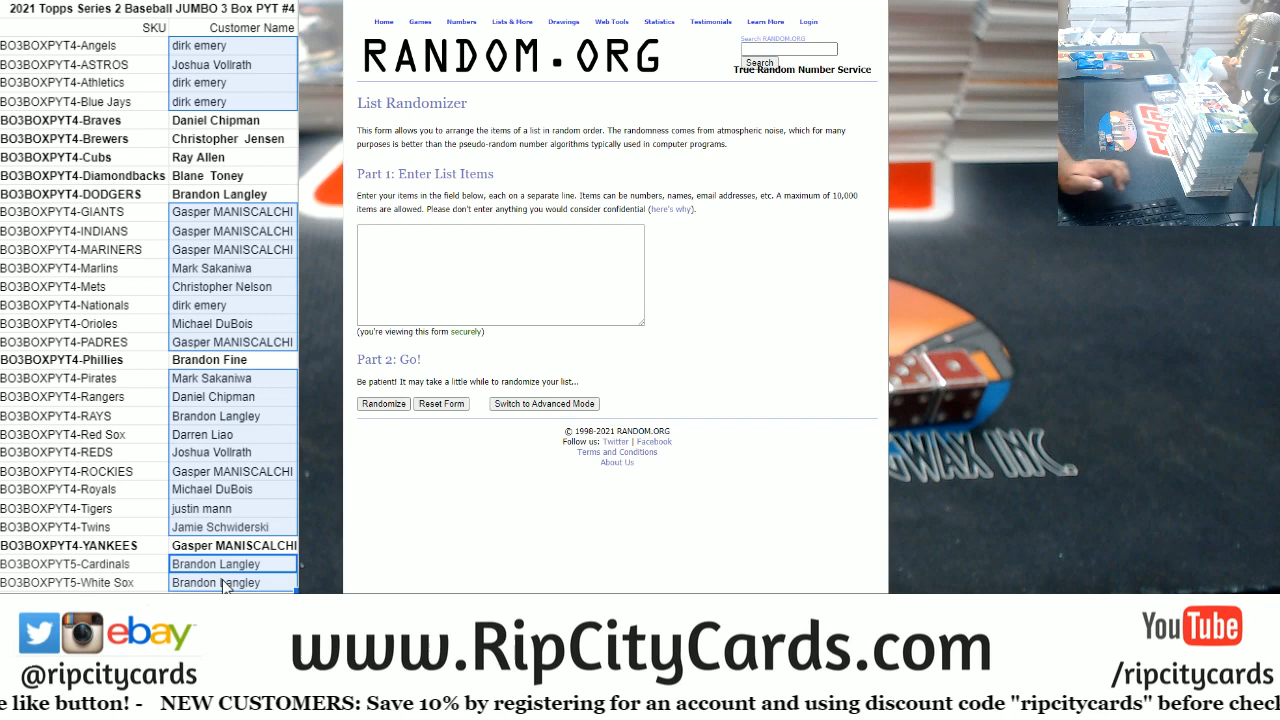 2021 Topps Series 2 Baseball JUMBO 3 Box PYT #4
SKU Customer Name
BO3BOXPYT4-Angels dirk emery
BO3BOXPYT4-ASTROS Joshua Vollrath
BO3BOXPYT4-Athletics dirk emery
BO3BOXPYT4-Blue Jays dirk emery
BO3BOXPYT4-Braves Daniel Chipman
BO3BOXPYT4-Brewers Christopher Jensen
BO3BOXPYT4-Cubs Ray Allen
BO3BOXPYT4-Diamondbacks Blane Toney
BO3BOXPYT4-DODGERS Brandon Langley
BO3BOXPYT4-GIANTS Gasper MANISCALCHI
BO3BOXPYT4-INDIANS Gasper MANISCALCHI
BO3BOXPYT4-MARINERS Gasper MANISCALCHI
BO3BOXPYT4-Marlins Mark Sakaniwa
BO3BOXPYT4-Mets Christopher Nelson
BO3BOXPYT4-Nationals dirk emery
BO3BOXPYT4-Orioles Michael DuBois
BO3BOXPYT4-PADRES Gasper MANISCALCHI
BO3BOXPYT4-Phillies Brandon Fine
BO3BOXPYT4-Pirates Mark Sakaniwa
BO3BOXPYT4-Rangers Daniel Chipman
BO3BOXPYT4-RAYS Brandon Langley
BO3BOXPYT4-Red Sox Darren Liao
BO3BOXPYT4-REDS Joshua Vollrath
BO3BOXPYT4-ROCKIES Gasper MANISCALCHI
BO3BOXPYT4-Royals Michael DuBois
BO3BOXPYT4-Tigers justin mann
BO3BOXPYT4-Twins Jamie Schwiderski
BO3BOXPYT4-YANKEES Gasper MANISCALCHI
BO3BOXPYT5-Cardinals Brandon Langley
BO3BOXPYT5-White Sox Brandon Langley
Home Games Numbers Lists & More Drawings Web Tools Statistics Testimonials Learn More Login
RANDOM.ORG
Search RANDOM.ORG
Search
True Random Number Service
List Randomizer
This form allows you to arrange the items of a list in random order. The randomness comes from atmospheric noise, which for many
purposes is better than the pseudo-random number algorithms typically used in computer programs.
Part 1: Enter List Items
Enter your items in the field below, each on a separate line. Items can be numbers, names, email addresses, etc. A maximum of 10,000
items are allowed. Please don't enter anything you would consider confidential (here's why).
(you're viewing this form securely)
Part 2: Go!
Be patient! It may take a little while to randomize your list...
Randomize Reset Form Switch to Advanced Mode
© 1998-2021 RANDOM.ORG
Follow us: Twitter | Facebook
Terms and Conditions
About Us
WAX INC.
ebay
@ripcitycards
www.RipCityCards.com
YouTube
/ripcitycards
e like button! - NEW CUSTOMERS: Save 10% by registering for an account and using discount code "ripcitycards" before chec